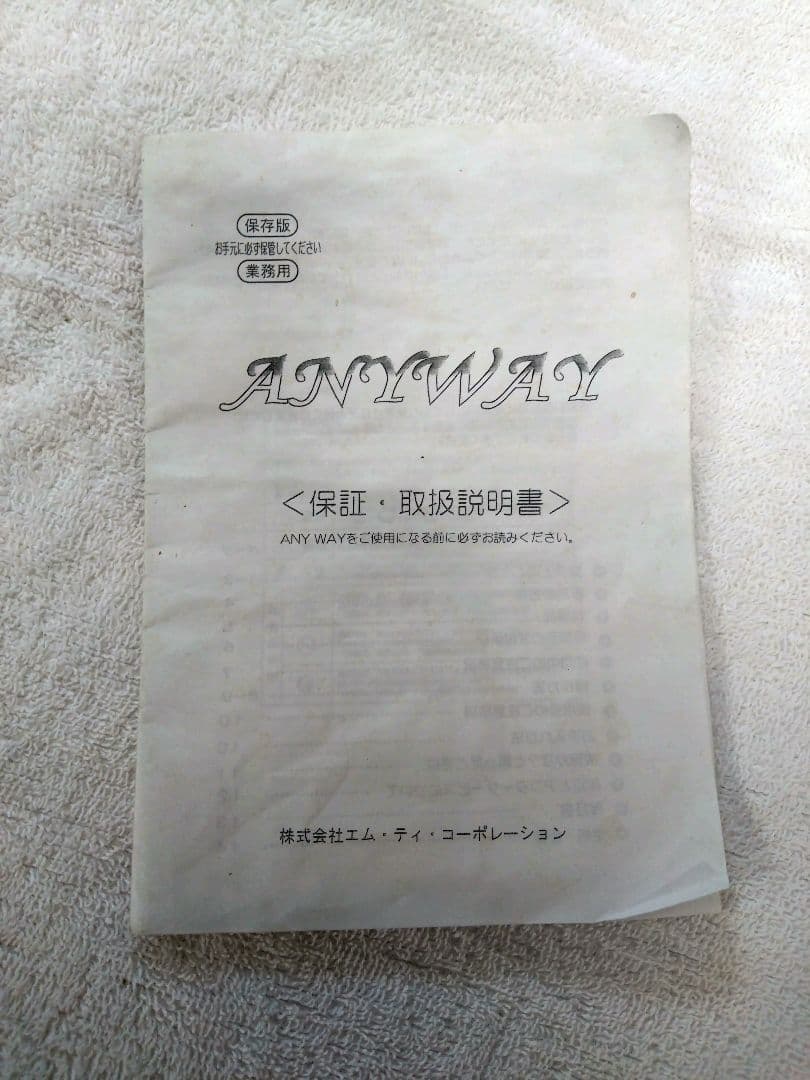 保存版
お手元に必ず保管してください
業務用
ANYWAY
＜保証・取扱説明書＞
ANY WAYをご使用になる前に必ずお読みください。
株式会社エム・ティ・コーポレーション